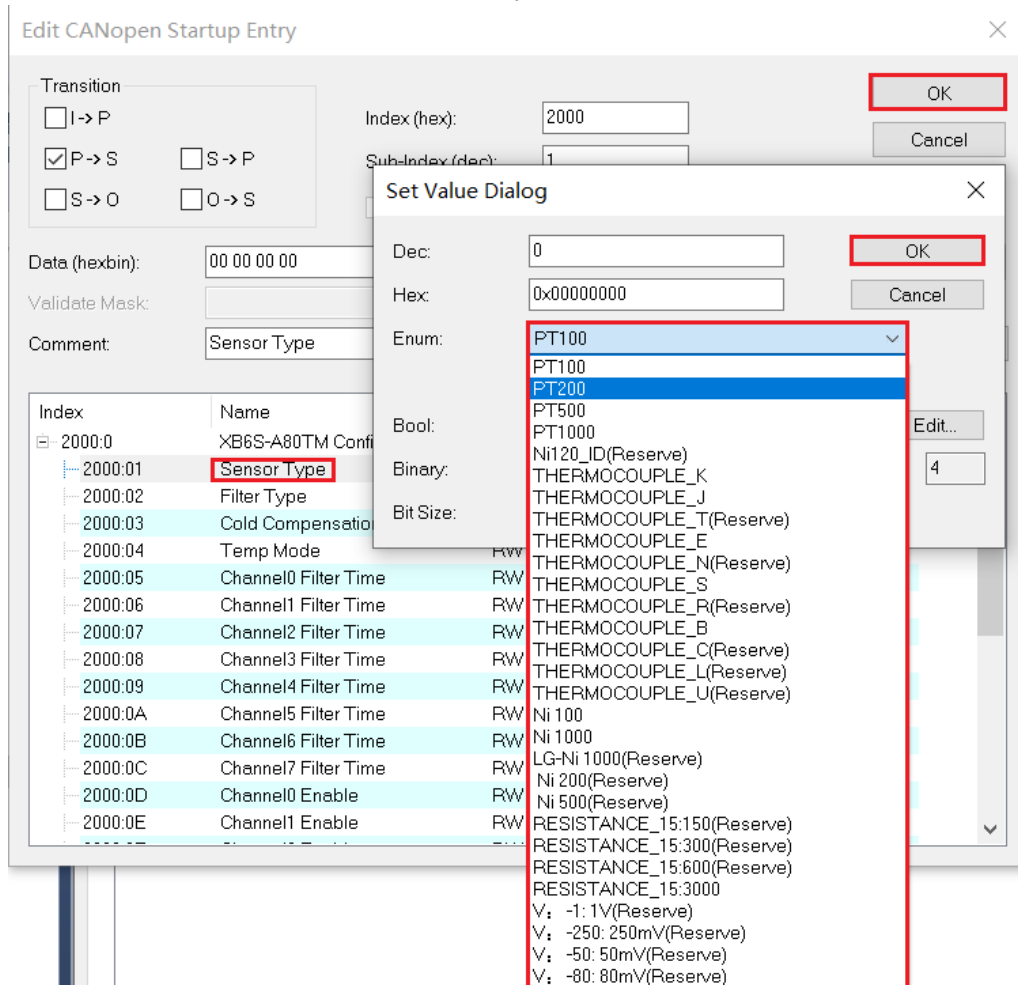 Edit CANopen Startup Entry
Transition
I -> P
P -> S
S -> P
S -> O
O -> S
Index (hex):
2000
Sub-Index (dec):
1
OK
Cancel
Data (hexbin):
00 00 00 00
Validate Mask:
Comment:
Sensor Type
Set Value Dialog
Dec:
0
OK
Hex:
0x00000000
Cancel
Enum:
PT100
PT100
PT200
PT500
PT1000
Ni120_ID(Reserve)
THERMOCOUPLE_K
THERMOCOUPLE_J
THERMOCOUPLE_T(Reserve)
THERMOCOUPLE_E
THERMOCOUPLE_N(Reserve)
THERMOCOUPLE_S
THERMOCOUPLE_R(Reserve)
THERMOCOUPLE_B
THERMOCOUPLE_C(Reserve)
THERMOCOUPLE_L(Reserve)
THERMOCOUPLE_U(Reserve)
Ni 100
Ni 1000
LG-Ni 1000(Reserve)
Ni 200(Reserve)
Ni 500(Reserve)
RESISTANCE_15:150(Reserve)
RESISTANCE_15:300(Reserve)
RESISTANCE_15:600(Reserve)
RESISTANCE_15:3000
V： -1: 1V(Reserve)
V： -250: 250mV(Reserve)
V： -50: 50mV(Reserve)
V： -80: 80mV(Reserve)
Bool:
Edit...
Binary:
4
Bit Size:
Index Name
2000:0 XB6S-A80TM Confi
2000:01 Sensor Type
2000:02 Filter Type
2000:03 Cold Compensatio
2000:04 Temp Mode RW
2000:05 Channel0 Filter Time RW
2000:06 Channel1 Filter Time RW
2000:07 Channel2 Filter Time RW
2000:08 Channel3 Filter Time RW
2000:09 Channel4 Filter Time RW
2000:0A Channel5 Filter Time RW
2000:0B Channel6 Filter Time RW
2000:0C Channel7 Filter Time RW
2000:0D Channel0 Enable RW
2000:0E Channel1 Enable RW